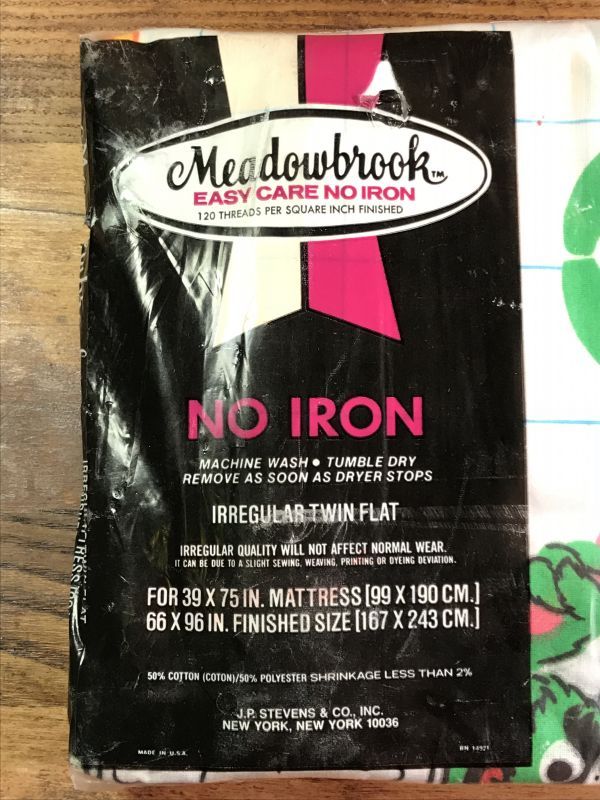 Meadowbrook TM
EASY CARE NO IRON
120 THREADS PER SQUARE INCH FINISHED
NO IRON
MACHINE WASH ● TUMBLE DRY
REMOVE AS SOON AS DRYER STOPS
IRREGULAR TWIN FLAT
IRREGULAR QUALITY WILL NOT AFFECT NORMAL WEAR.
IT CAN BE DUE TO A SLIGHT SEWING, WEAVING, PRINTING OR DYEING DEVIATION.
FOR 39 X 75 IN. MATTRESS [99 X 190 CM.]
66 X 96 IN. FINISHED SIZE [167 X 243 CM.]
50% COTTON (COTON)/50% POLYESTER SHRINKAGE LESS THAN 2%
J.P. STEVENS & CO., INC.
NEW YORK, NEW YORK 10036
MADE IN U.S.A.
RN 14921